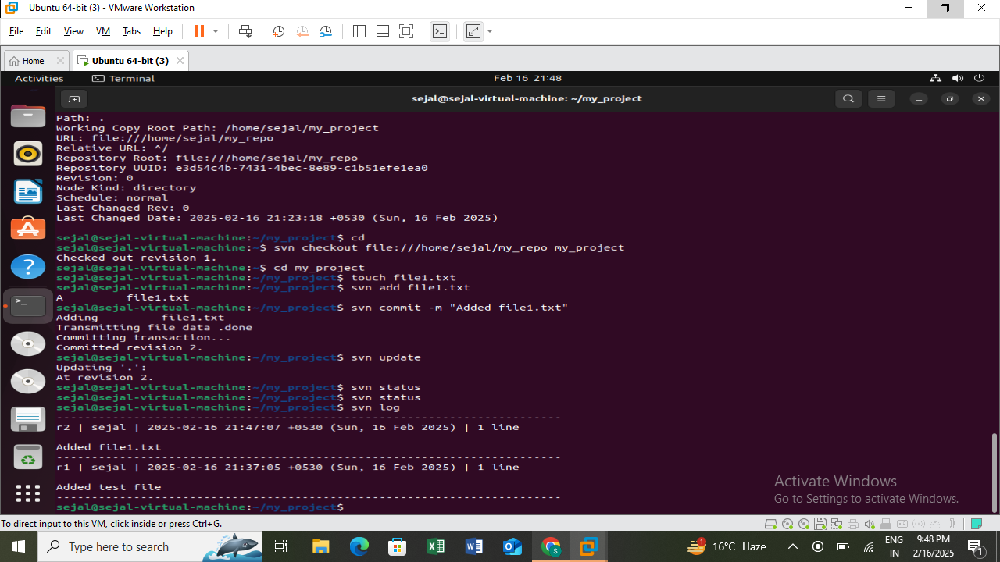 Ubuntu 64-bit (3) - VMware Workstation
File Edit View VM Tabs Help
Home Ubuntu 64-bit (3)
Activities Terminal Feb 16 21:48
sejal@sejal-virtual-machine: ~/my_project
Path: .
Working Copy Root Path: /home/sejal/my_project
URL: file:///home/sejal/my_repo
Relative URL: ^/
Repository Root: file:///home/sejal/my_repo
Repository UUID: e3d54c4b-7431-4bec-8e89-c1b51efe1ea0
Revision: 0
Node Kind: directory
Schedule: normal
Last Changed Rev: 0
Last Changed Date: 2025-02-16 21:23:18 +0530 (Sun, 16 Feb 2025)
sejal@sejal-virtual-machine:~/my_project$ cd
sejal@sejal-virtual-machine:~$ svn checkout file:///home/sejal/my_repo my_project
Checked out revision 1.
sejal@sejal-virtual-machine:~$ cd my_project
sejal@sejal-virtual-machine:~/my_project$ touch file1.txt
sejal@sejal-virtual-machine:~/my_project$ svn add file1.txt
A         file1.txt
sejal@sejal-virtual-machine:~/my_project$ svn commit -m "Added file1.txt"
Adding         file1.txt
Transmitting file data .done
Committing transaction...
Committed revision 2.
sejal@sejal-virtual-machine:~/my_project$ svn update
Updating '.':
At revision 2.
sejal@sejal-virtual-machine:~/my_project$ svn status
sejal@sejal-virtual-machine:~/my_project$ svn status
sejal@sejal-virtual-machine:~/my_project$ svn log
------------------------------------------------------------------------
r2 | sejal | 2025-02-16 21:47:07 +0530 (Sun, 16 Feb 2025) | 1 line
Added file1.txt
------------------------------------------------------------------------
r1 | sejal | 2025-02-16 21:37:05 +0530 (Sun, 16 Feb 2025) | 1 line
Added test file
------------------------------------------------------------------------
sejal@sejal-virtual-machine:~/my_project$
Activate Windows
Go to Settings to activate Windows.
To direct input to this VM, click inside or press Ctrl+G.
Type here to search
1
16°C Haze
ENG
IN
9:48 PM
2/16/2025
1